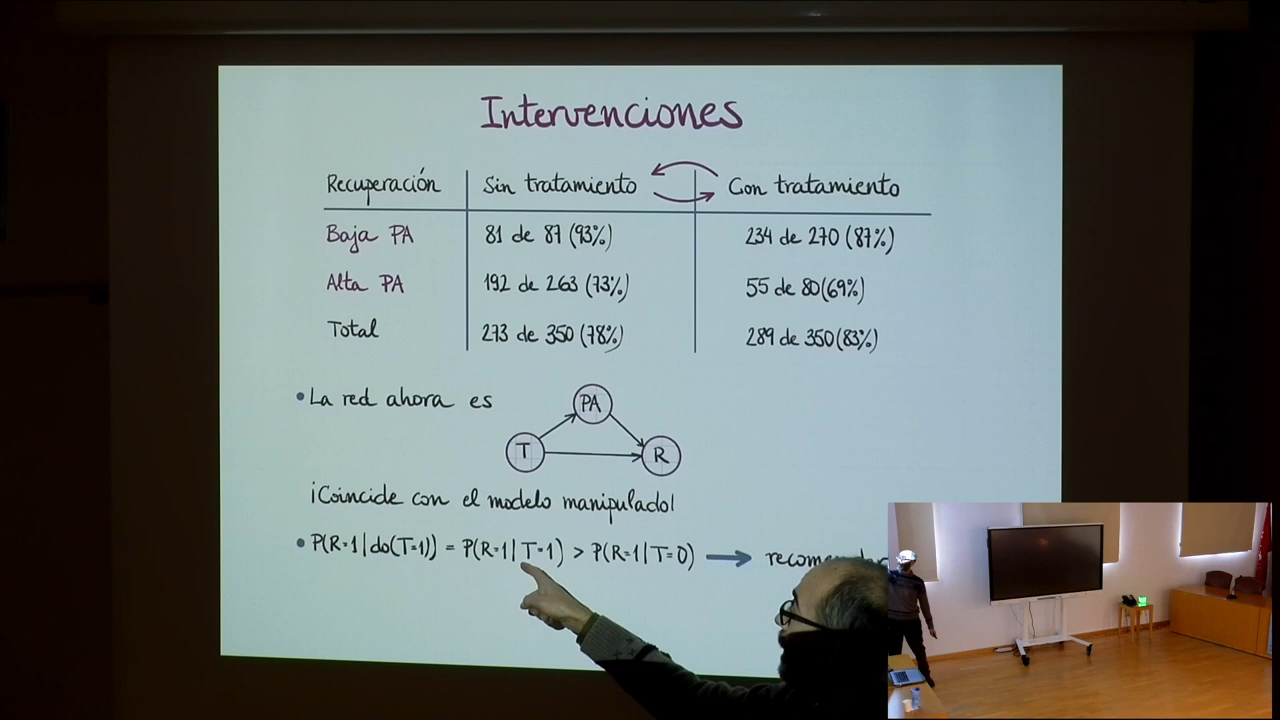 Intervenciones
Recuperación Sin tratamiento Con tratamiento
Baja PA 81 de 87 (93%) 234 de 270 (87%)
Alta PA 192 de 263 (73%) 55 de 80 (69%)
Total 273 de 350 (78%) 289 de 350 (83%)
• La red ahora es
PA
T R
¡Coincide con el modelo manipulado!
• P(R=1|do(T=1)) = P(R=1|T=1) > P(R=1|T=0) →